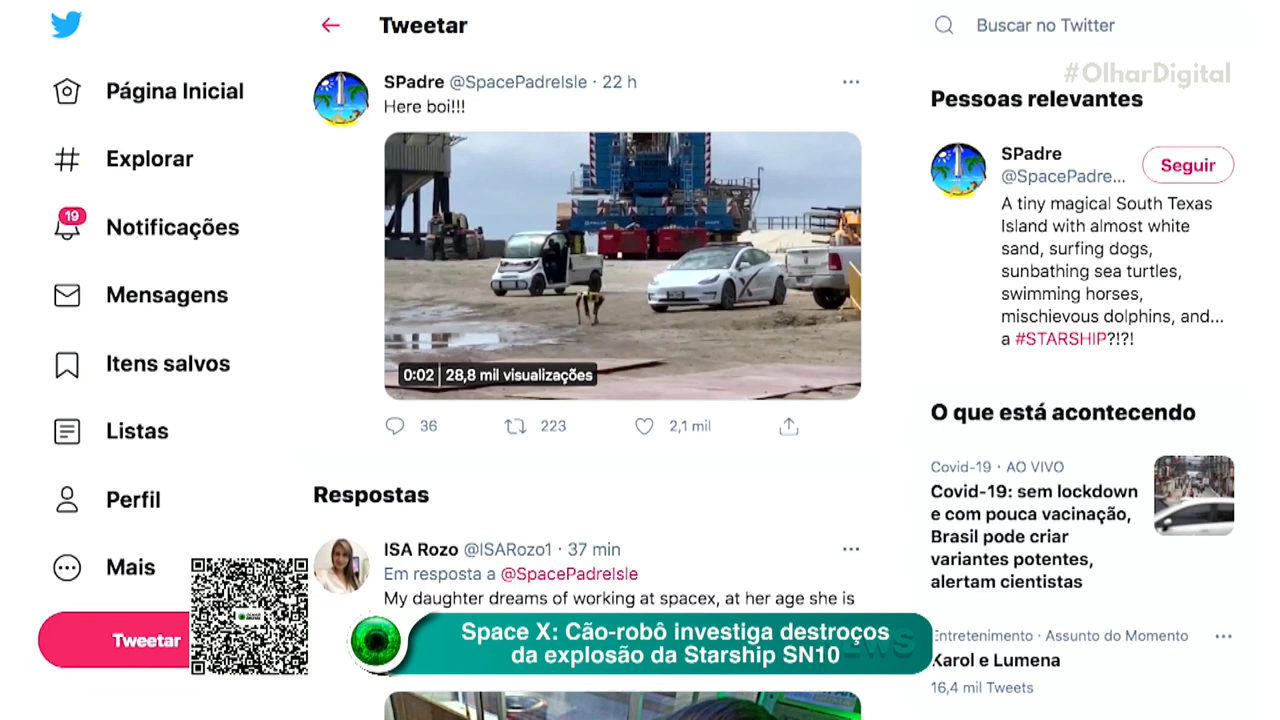 Tweetar
Buscar no Twitter
#OlharDigital
Página Inicial
Explorar
19
Notificações
Mensagens
Itens salvos
Listas
Perfil
Mais
Tweetar
SPadre @SpacePadreIsle · 22 h
Here boi!!!
0:02 28,8 mil visualizações
36
223
2,1 mil
Respostas
ISA Rozo @ISARozo1 · 37 min
Em resposta a @SpacePadreIsle
My daughter dreams of working at spacex, at her age she is
Space X: Cão-robô investiga destroços
da explosão da Starship SN10
Pessoas relevantes
SPadre
@SpacePadre...
Seguir
A tiny magical South Texas
Island with almost white
sand, surfing dogs,
sunbathing sea turtles,
swimming horses,
mischievous dolphins, and...
a #STARSHIP?!?!
O que está acontecendo
Covid-19 · AO VIVO
Covid-19: sem lockdown
e com pouca vacinação,
Brasil pode criar
variantes potentes,
alertam cientistas
Entretenimento · Assunto do Momento
Karol e Lumena
16,4 mil Tweets